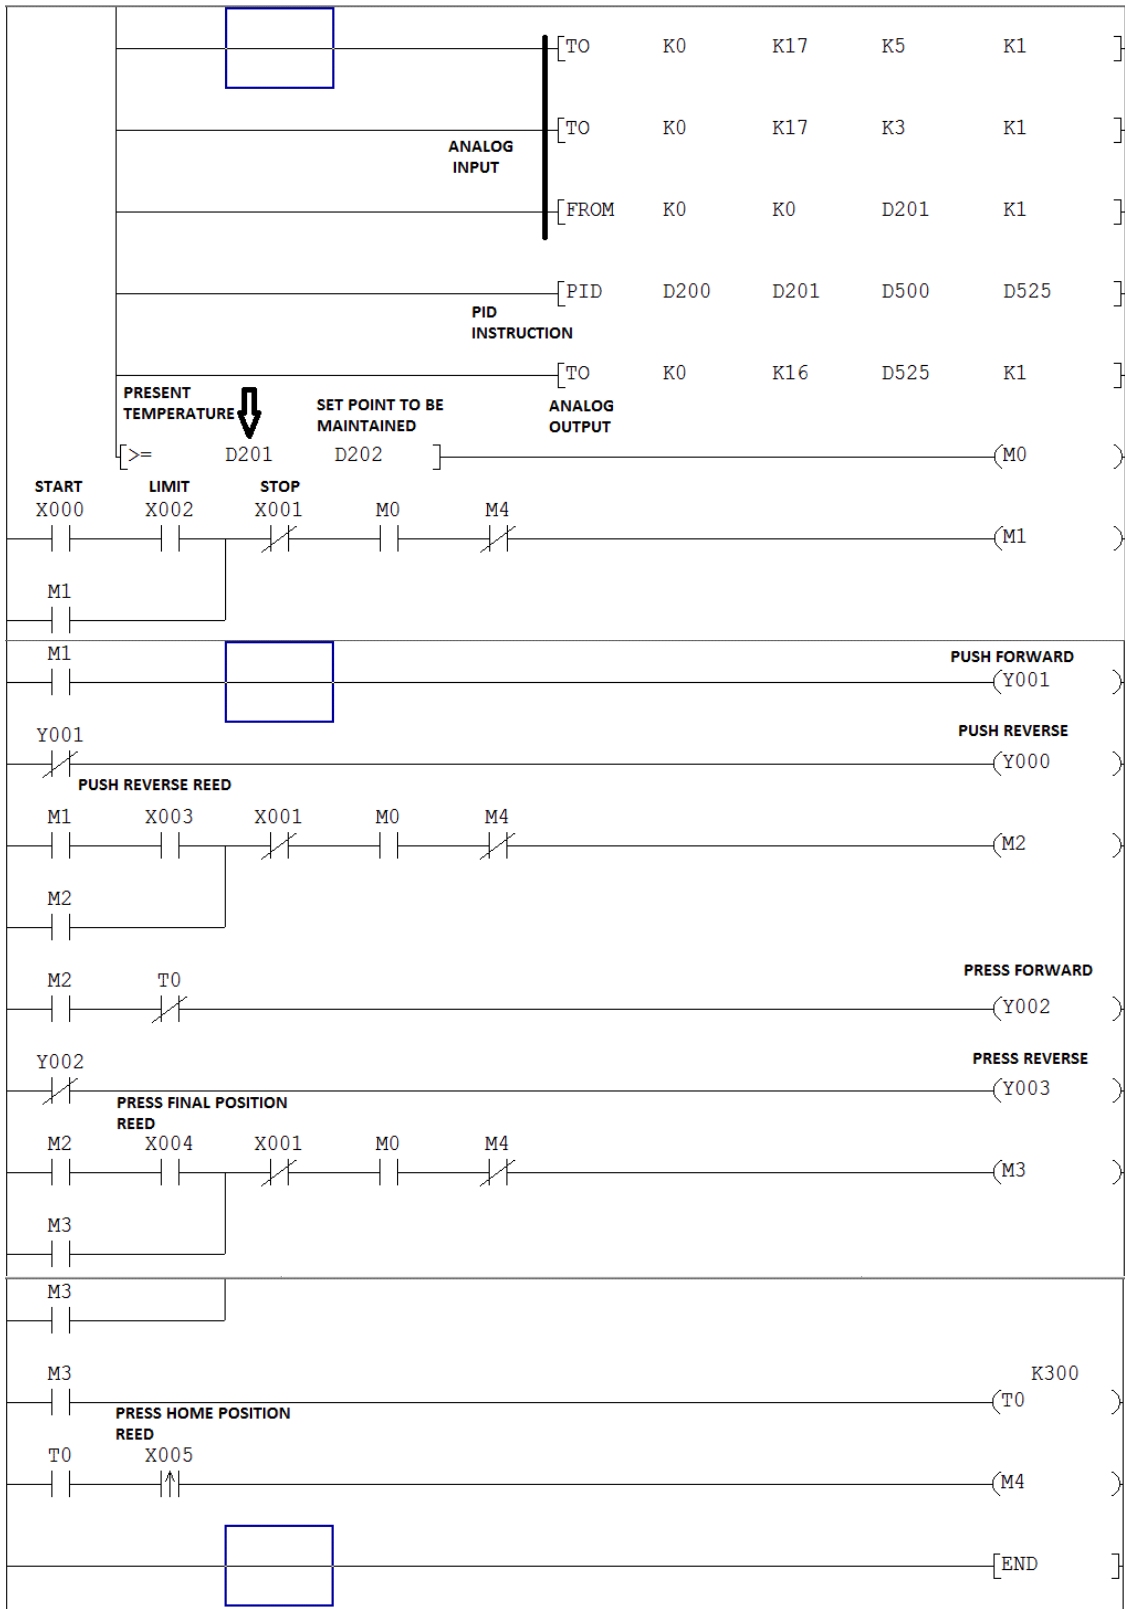 TO K0 K17 K5 K1
TO K0 K17 K3 K1
ANALOG
INPUT
FROM K0 K0 D201 K1
PID D200 D201 D500 D525
PID
INSTRUCTION
TO K0 K16 D525 K1
PRESENT
TEMPERATURE
SET POINT TO BE
MAINTAINED
ANALOG
OUTPUT
>= D201 D202 M0
START LIMIT STOP
X000 X002 X001 M0 M4
M1
M1
M1
PUSH FORWARD
Y001
Y001
PUSH REVERSE
Y000
PUSH REVERSE REED
M1 X003 X001 M0 M4
M2
M2
M2 T0
PRESS FORWARD
Y002
Y002
PRESS REVERSE
Y003
PRESS FINAL POSITION
REED
M2 X004 X001 M0 M4
M3
M3
M3
M3
K300
T0
PRESS HOME POSITION
REED
T0 X005
M4
END